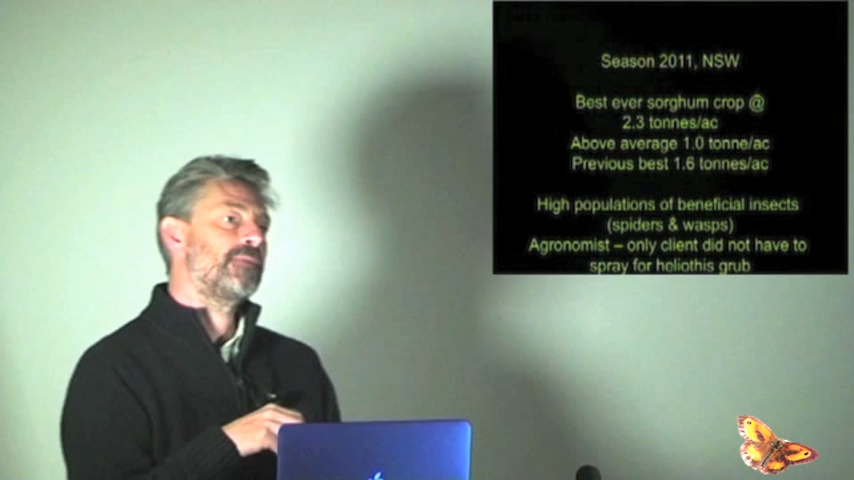 Season 2011, NSW
Best ever sorghum crop @
2.3 tonnes/ac
Above average 1.0 tonne/ac
Previous best 1.6 tonnes/ac
High populations of beneficial insects
(spiders & wasps)
Agronomist – only client did not have to
spray for heliothis grub